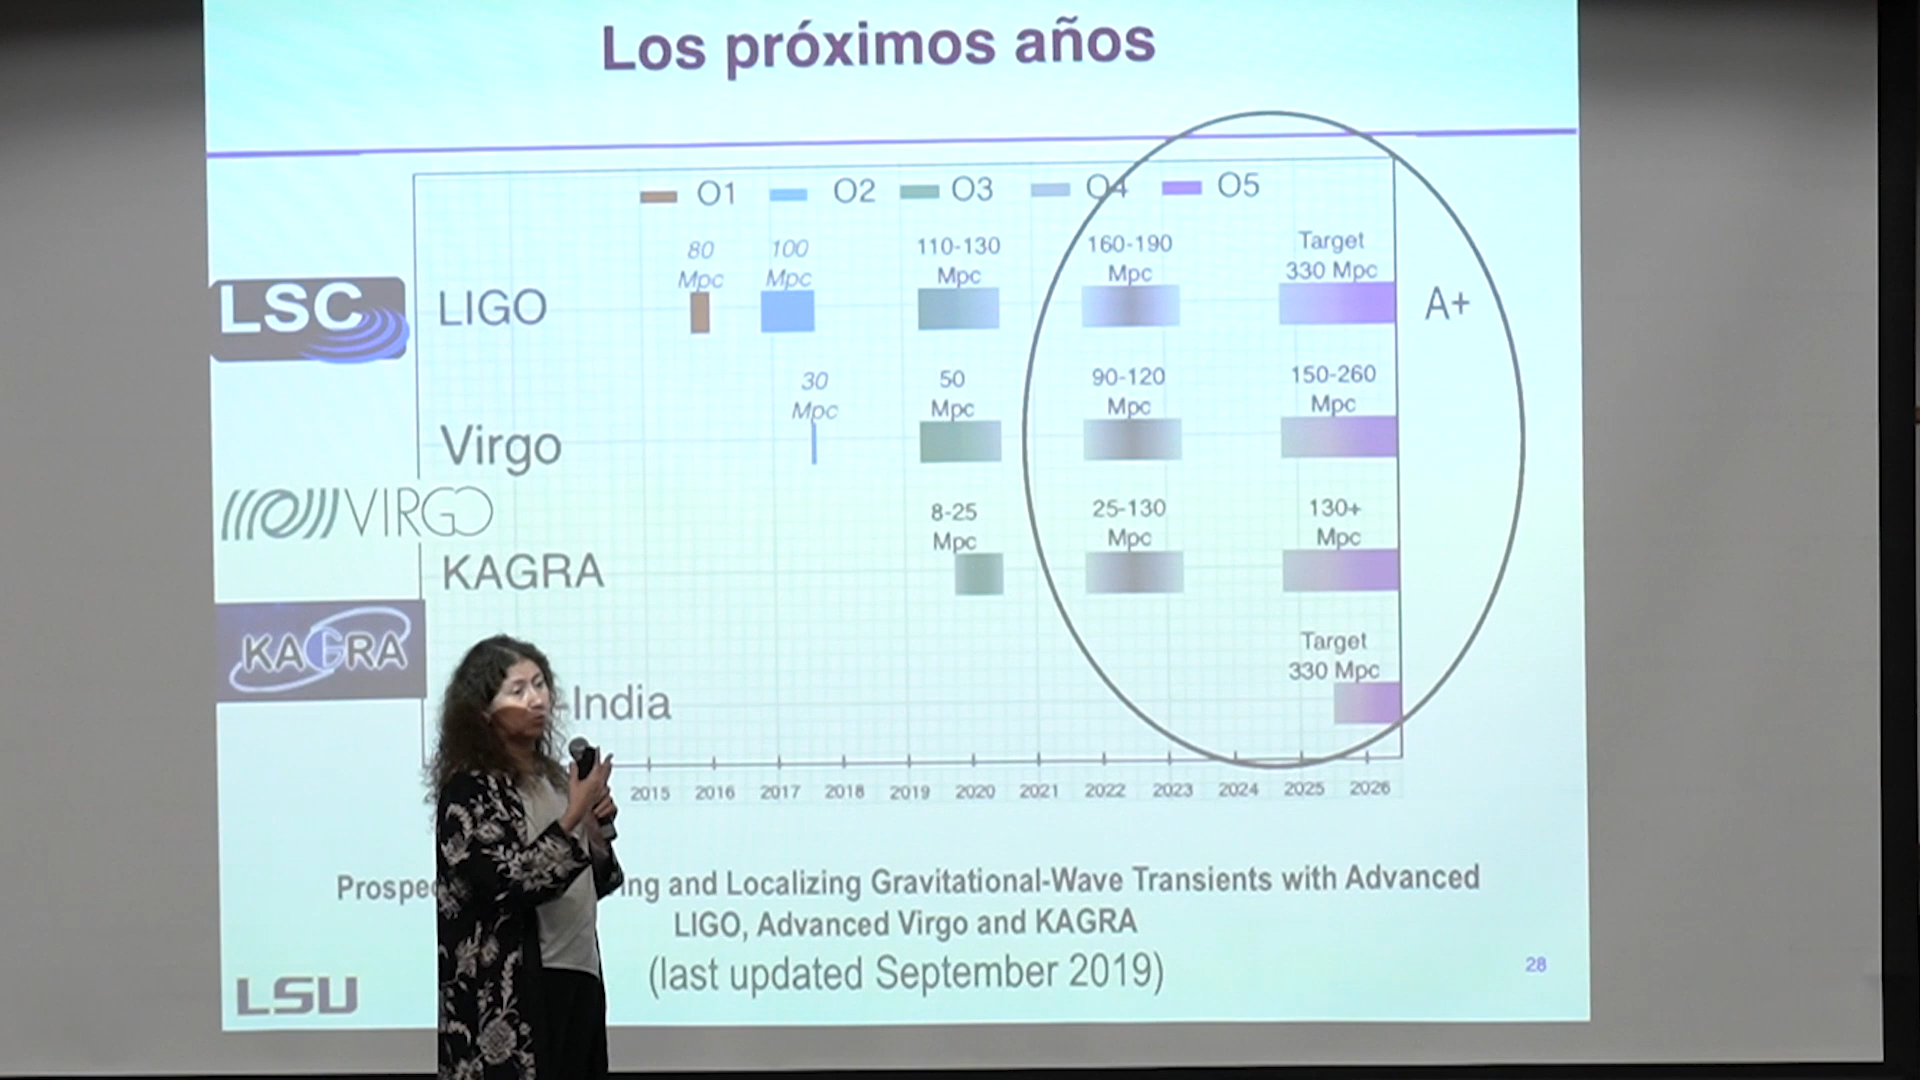 Los próximos años
O1 O2 O3 O4 O5
80 Mpc 100 Mpc 110-130 Mpc 160-190 Mpc Target 330 Mpc
LSC LIGO A+
30 Mpc 50 Mpc 90-120 Mpc 150-260 Mpc
Virgo
VIRGO
8-25 Mpc 25-130 Mpc 130+ Mpc
KAGRA
KAGRA
Target 330 Mpc
-India
2015 2016 2017 2018 2019 2020 2021 2022 2023 2024 2025 2026
and Localizing Gravitational-Wave Transients with Advanced
LIGO, Advanced Virgo and KAGRA
(last updated September 2019)
28
LSU